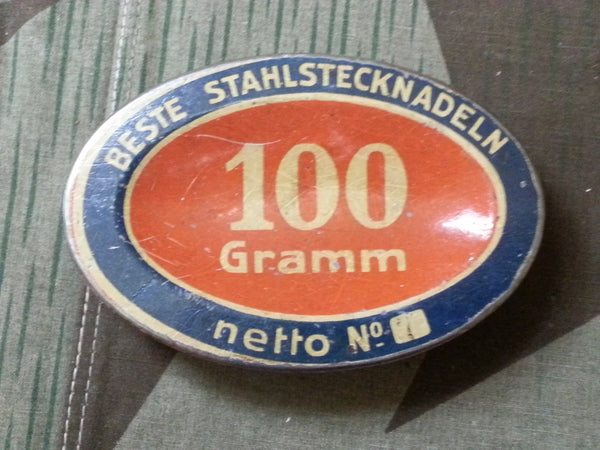 BESTE STAHLSTECKNADELN
100
Gramm
netto No